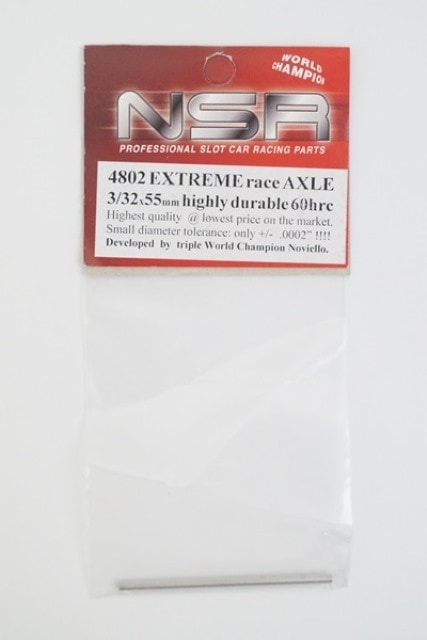 WORLD
CHAMPION
NSR
PROFESSIONAL SLOT CAR RACING PARTS
4802 EXTREME race AXLE
3/32x55mm highly durable 60hrc
Highest quality @ lowest price on the market.
Small diameter tolerance: only +/- .0002" !!!!
Developed by triple World Champion Noviello.